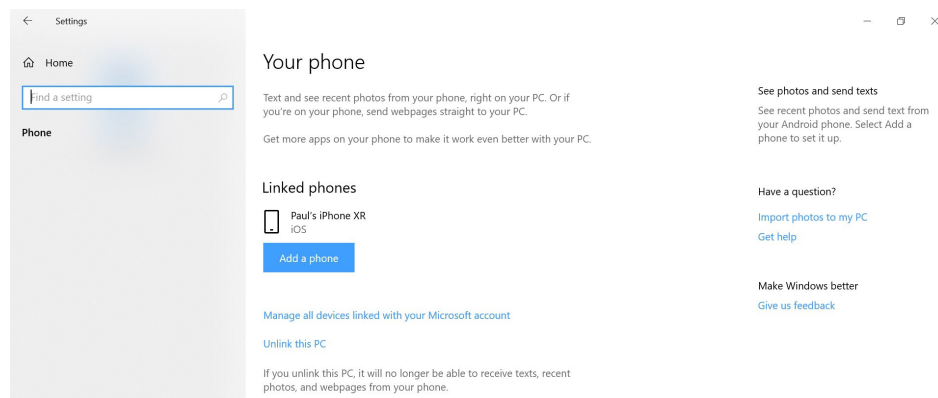 Settings
Home
Find a setting
Phone
Your phone
Text and see recent photos from your phone, right on your PC. Or if
you're on your phone, send webpages straight to your PC.
Get more apps on your phone to make it work even better with your PC.
Linked phones
Paul's iPhone XR
iOS
Add a phone
Manage all devices linked with your Microsoft account
Unlink this PC
If you unlink this PC, it will no longer be able to receive texts, recent
photos, and webpages from your phone.
See photos and send texts
See recent photos and send text from
your Android phone. Select Add a
phone to set it up.
Have a question?
Import photos to my PC
Get help
Make Windows better
Give us feedback